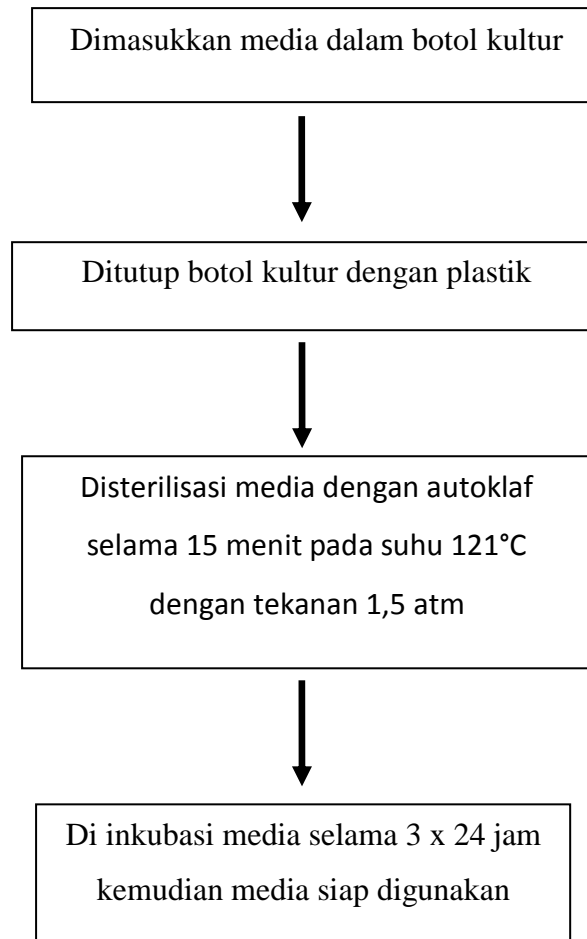 Dimasukkan media dalam botol kultur
Ditutup botol kultur dengan plastik
Disterilisasi media dengan autoklaf
selama 15 menit pada suhu 121°C
dengan tekanan 1,5 atm
Di inkubasi media selama 3 x 24 jam
kemudian media siap digunakan